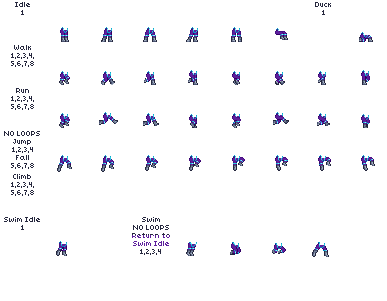 Idle
1
Duck
1
Walk
1,2,3,4,
5,6,7,8
Run
1,2,3,4,
5,6,7,8
NO LOOPS
Jump
1,2,3,4
Fall
5,6,7,8
Climb
1,2,3,4,
5,6,7,8
Swim Idle
1
Swim
NO LOOPS
Return to
Swim Idle
1,2,3,4